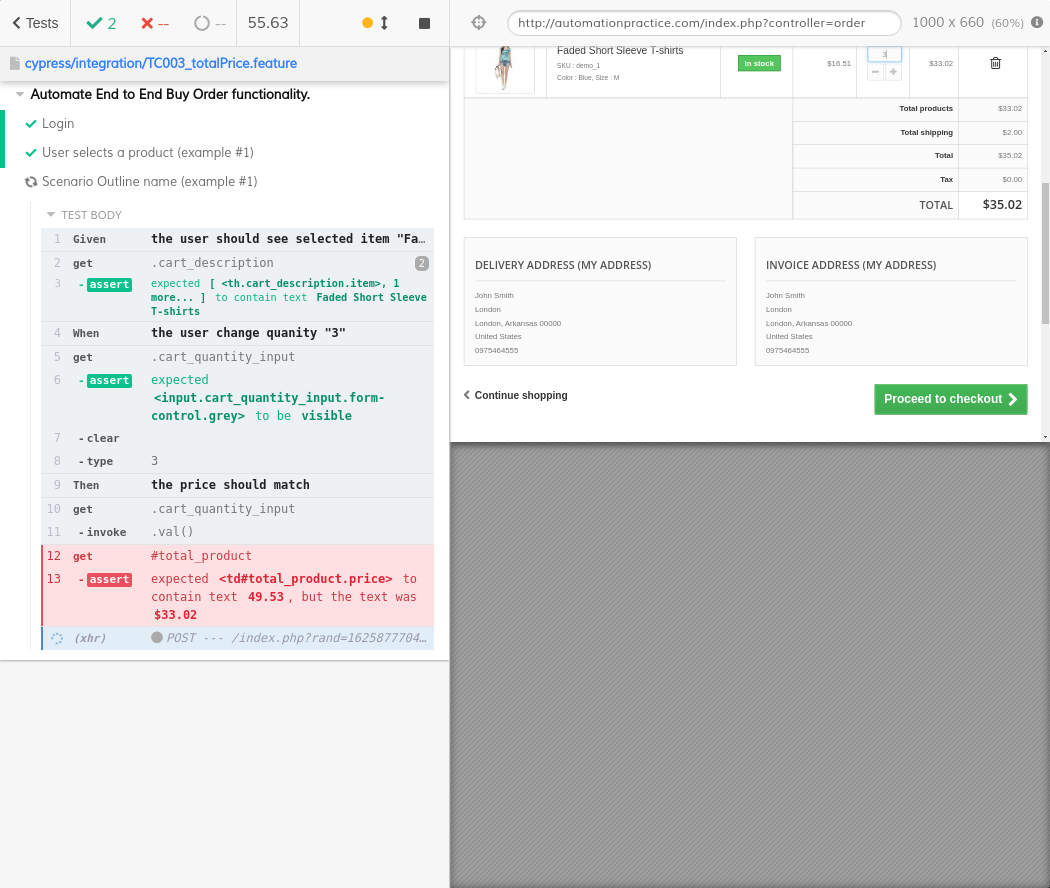 Tests
2
--
--
55.63
http://automationpractice.com/index.php?controller=order
1000 x 660 (60%)
cypress/integration/TC003_totalPrice.feature
Automate End to End Buy Order functionality.
Login
User selects a product (example #1)
Scenario Outline name (example #1)
TEST BODY
1 Given the user should see selected item "Fa…
2 get .cart_description 2
3 -assert expected [ <th.cart_description.item>, 1
more... ] to contain text Faded Short Sleeve
T-shirts
4 When the user change quanity "3"
5 get .cart_quantity_input
6 -assert expected
<input.cart_quantity_input.form-
control.grey> to be visible
7 -clear
8 -type 3
9 Then the price should match
10 get .cart_quantity_input
11 -invoke .val()
12 get #total_product
13 -assert expected <td#total_product.price> to
contain text 49.53, but the text was
$33.02
(xhr) POST --- /index.php?rand=1625877704…
Faded Short Sleeve T-shirts
SKU : demo_1
Color : Blue, Size : M
In stock
$16.51
3
$33.02
Total products $33.02
Total shipping $2.00
Total $35.02
Tax $0.00
TOTAL $35.02
DELIVERY ADDRESS (MY ADDRESS)
John Smith
London
London, Arkansas 00000
United States
0975464555
INVOICE ADDRESS (MY ADDRESS)
John Smith
London
London, Arkansas 00000
United States
0975464555
Continue shopping
Proceed to checkout